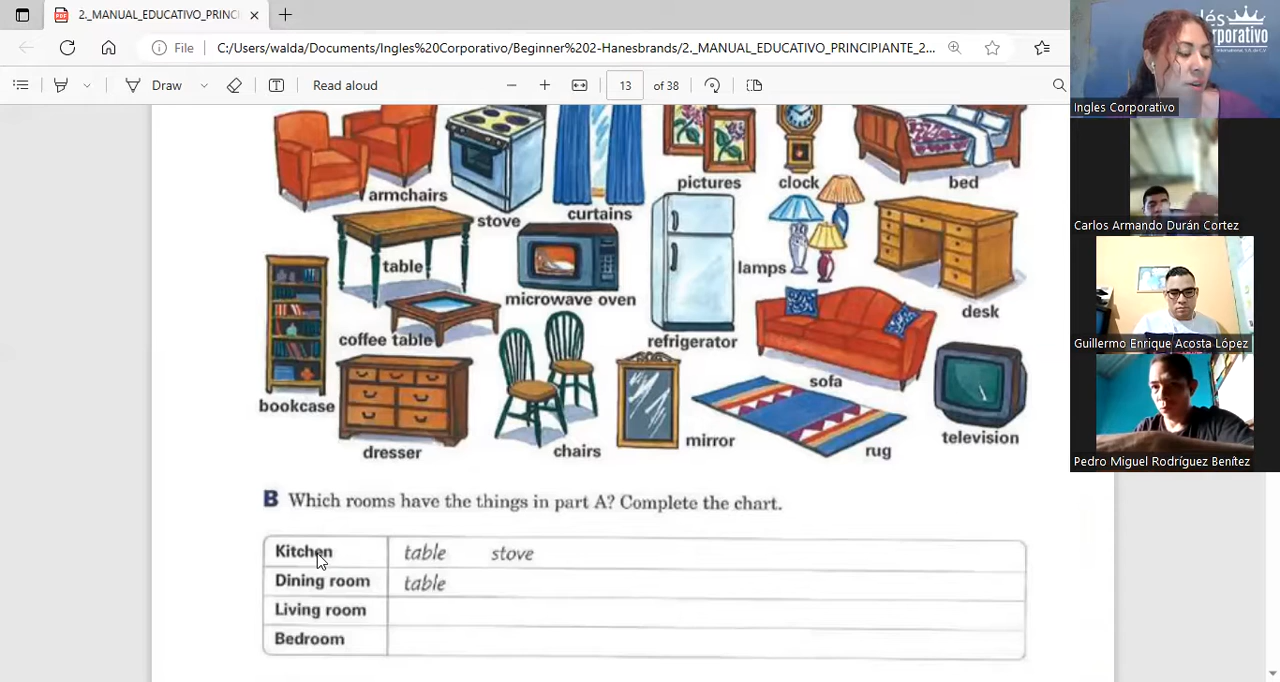 2._MANUAL_EDUCATIVO_PRINCI
File
C:/Users/walda/Documents/Ingles%20Corporativo/Beginner%202-Hanesbrands/2._MANUAL_EDUCATIVO_PRINCIPIANTE_2...
Draw
Read aloud
13
of 38
Corporativo
Ingles Corporativo
Carlos Armando Durán Cortez
Guillermo Enrique Acosta López
Pedro Miguel Rodríguez Benítez
armchairs
stove
curtains
pictures
clock
bed
table
microwave oven
lamps
desk
coffee table
refrigerator
sofa
bookcase
dresser
chairs
mirror
rug
television
B Which rooms have the things in part A? Complete the chart.
Kitchen table stove
Dining room table
Living room
Bedroom